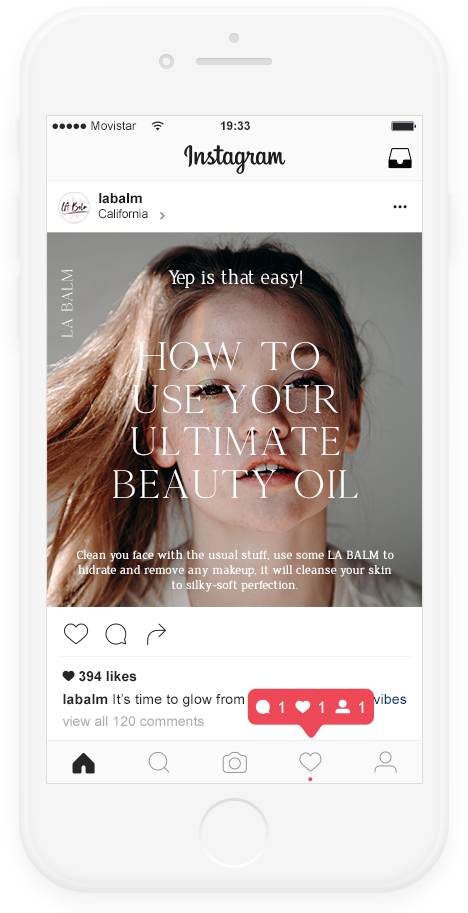 Movistar 19:33
Instagram
LA Balm
labalm
California
LA BALM
Yep is that easy!
HOW TO
USE YOUR
ULTIMATE
BEAUTY OIL
Clean you face with the usual stuff, use some LA BALM to
hidrate and remove any makeup, it will cleanse your skin
to silky-soft perfection.
394 likes
labalm It's time to glow from vibes
1 1 1
view all 120 comments